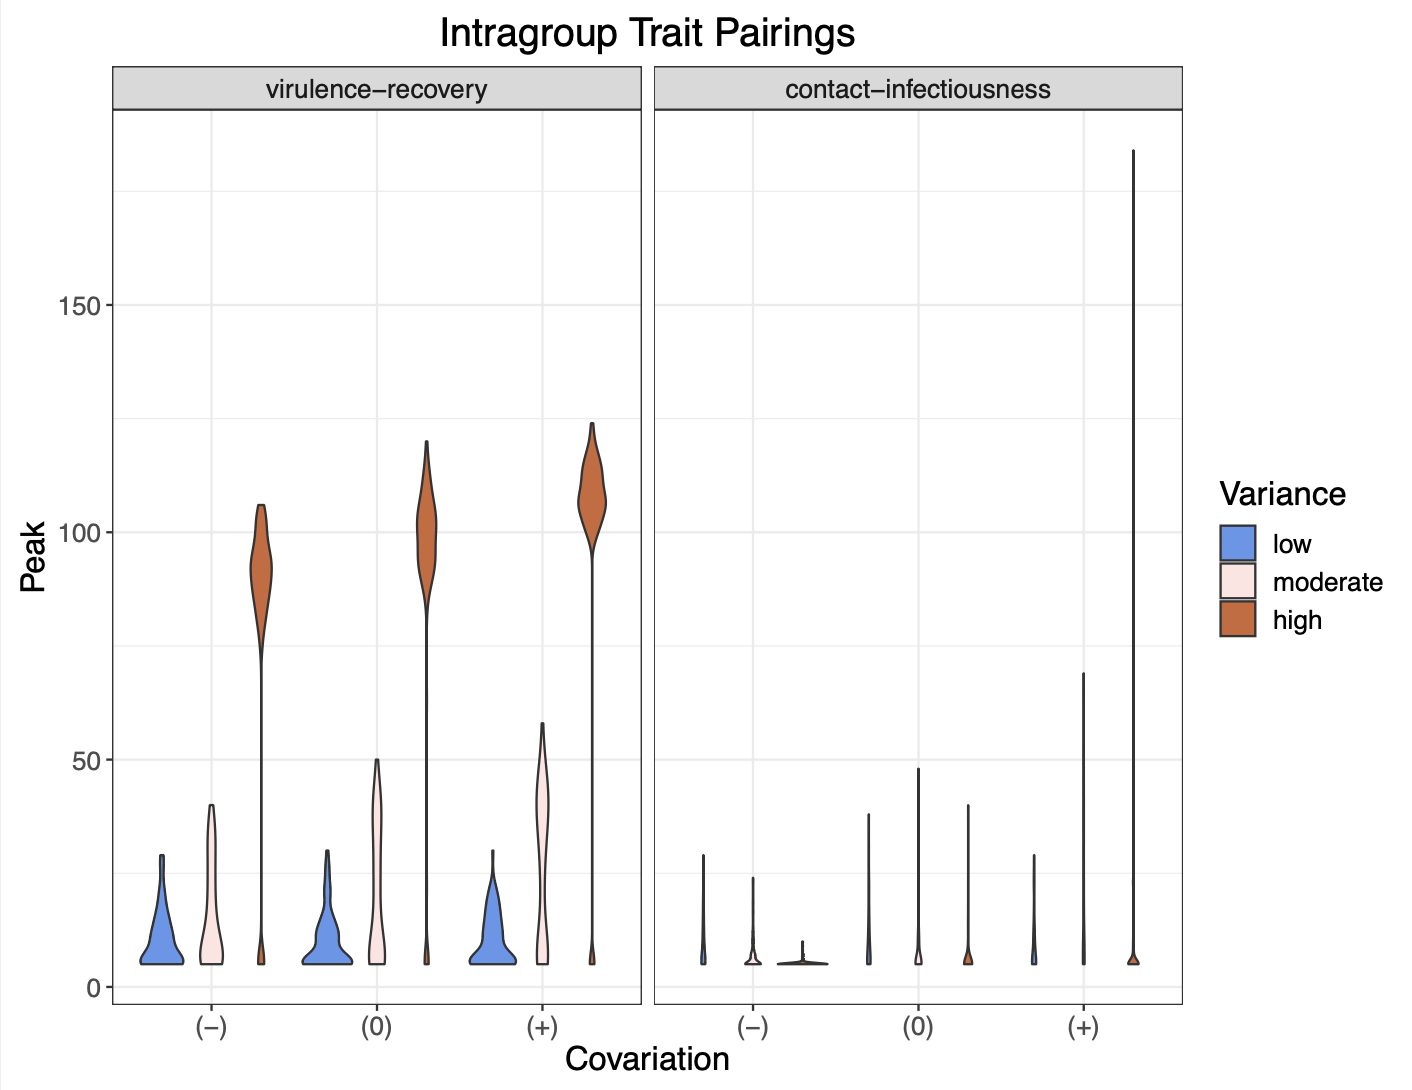 Intragroup Trait Pairings
virulence−recovery
contact−infectiousness
150
100
50
0
Peak
(−)
(0)
(+)
(−)
(0)
(+)
Covariation
Variance
low
moderate
high